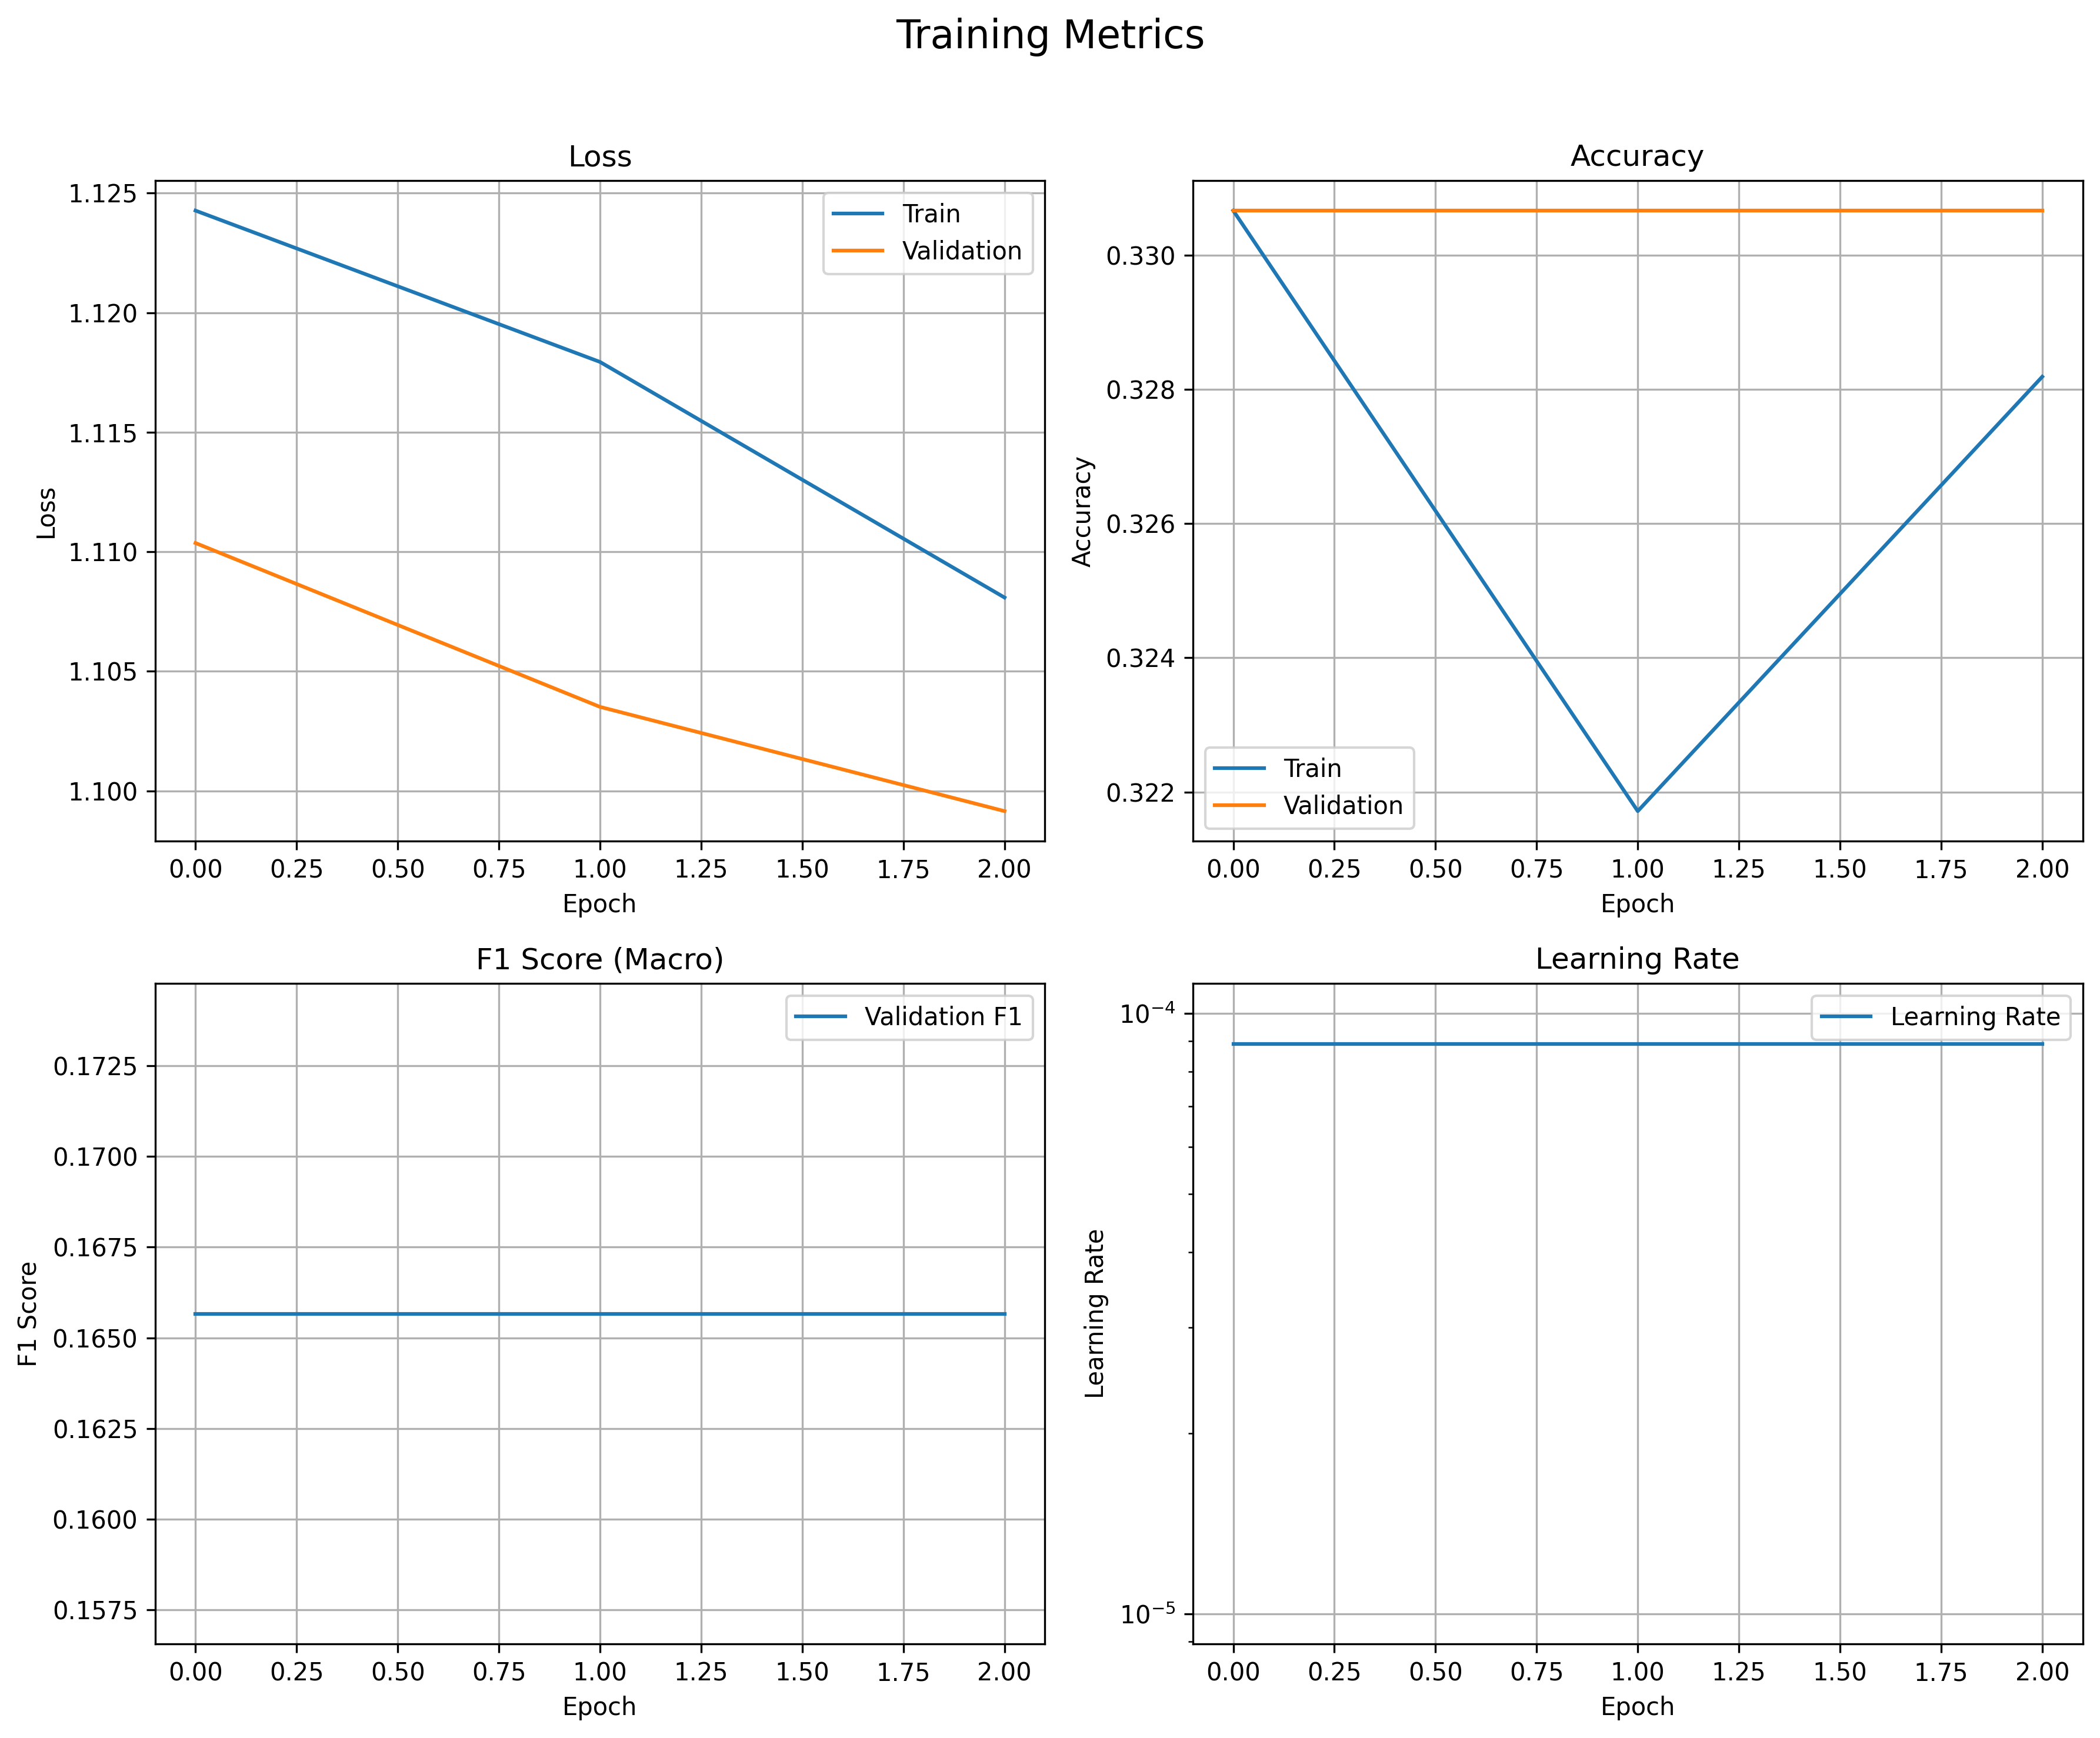 Training Metrics
Loss
1.125
1.120
1.115
1.110
1.105
1.100
Loss
Train
Validation
0.00 0.25 0.50 0.75 1.00 1.25 1.50 1.75 2.00
Epoch
Accuracy
0.330
0.328
0.326
0.324
0.322
Accuracy
Train
Validation
0.00 0.25 0.50 0.75 1.00 1.25 1.50 1.75 2.00
Epoch
F1 Score (Macro)
0.1725
0.1700
0.1675
0.1650
0.1625
0.1600
0.1575
F1 Score
Validation F1
0.00 0.25 0.50 0.75 1.00 1.25 1.50 1.75 2.00
Epoch
Learning Rate
10⁻⁴
10⁻⁵
Learning Rate
Learning Rate
0.00 0.25 0.50 0.75 1.00 1.25 1.50 1.75 2.00
Epoch